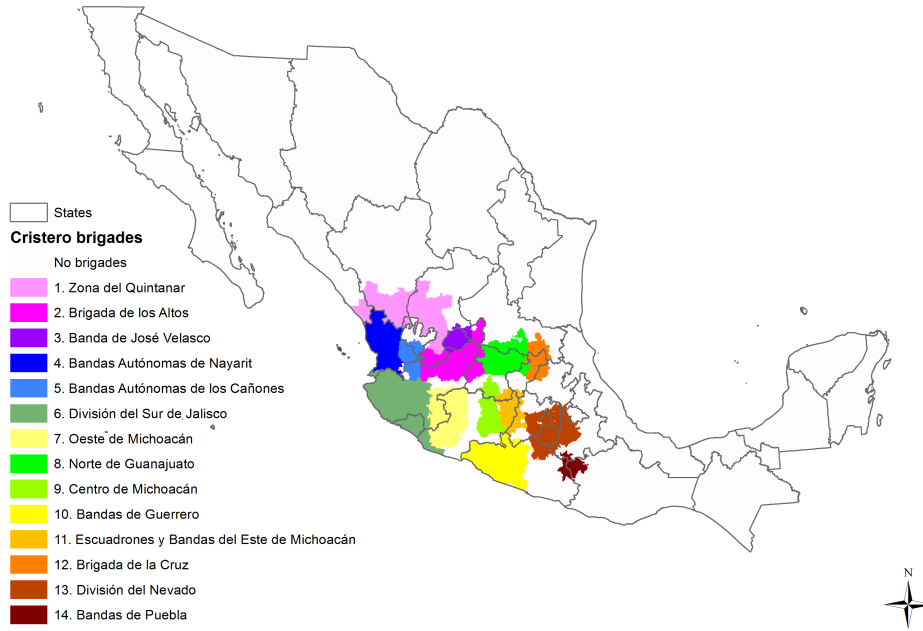 States
Cristero brigades
No brigades
1. Zona del Quintanar
2. Brigada de los Altos
3. Banda de José Velasco
4. Bandas Autónomas de Nayarit
5. Bandas Autónomas de los Cañones
6. División del Sur de Jalisco
7. Oeste de Michoacán
8. Norte de Guanajuato
9. Centro de Michoacán
10. Bandas de Guerrero
11. Escuadrones y Bandas del Este de Michoacán
12. Brigada de la Cruz
13. División del Nevado
14. Bandas de Puebla
N